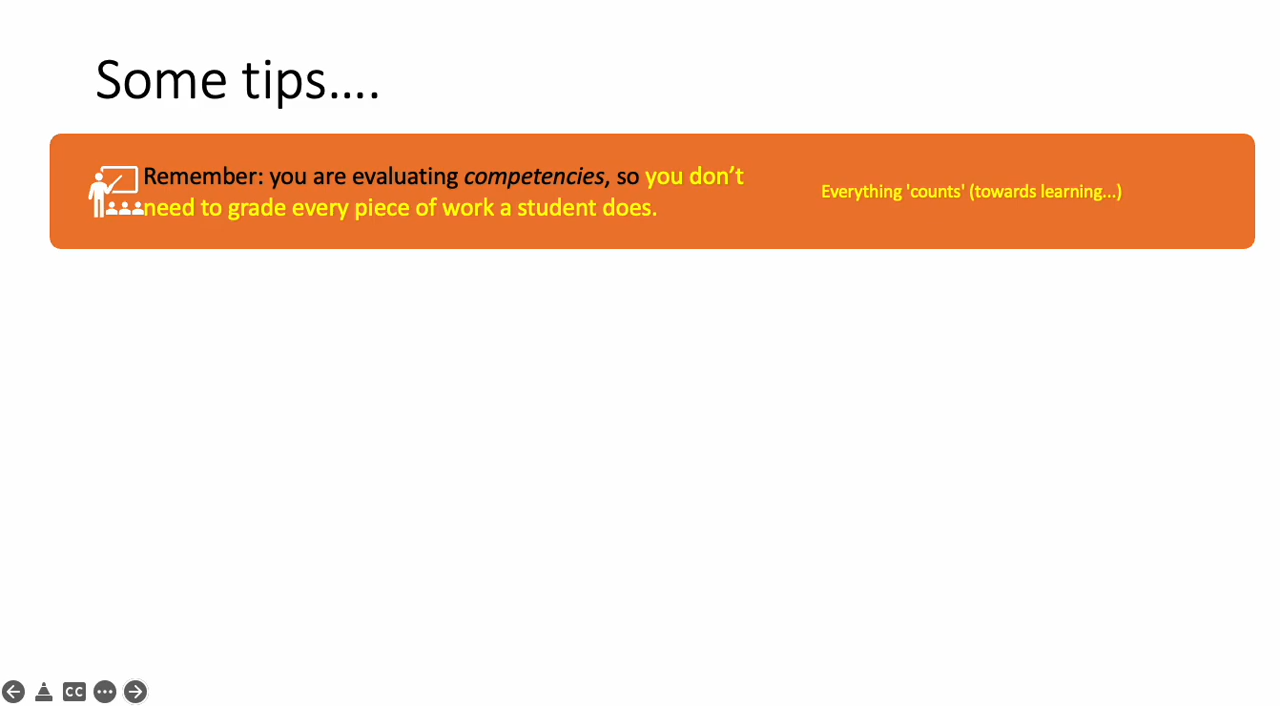 Some tips….
Remember: you are evaluating competencies, so you don’t
need to grade every piece of work a student does.
Everything 'counts' (towards learning...)
CC